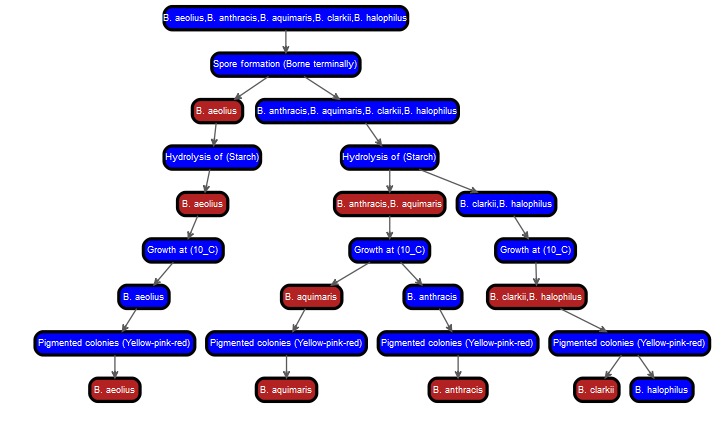 B. aeolius,B. anthracis,B. aquimaris,B. clarkii,B. halophilus
Spore formation (Borne terminally)
B. aeolius
B. anthracis,B. aquimaris,B. clarkii,B. halophilus
Hydrolysis of (Starch)
Hydrolysis of (Starch)
B. aeolius
B. anthracis,B. aquimaris
B. clarkii,B. halophilus
Growth at (10_C)
Growth at (10_C)
Growth at (10_C)
B. aeolius
B. aquimaris
B. anthracis
B. clarkii,B. halophilus
Pigmented colonies (Yellow-pink-red)
Pigmented colonies (Yellow-pink-red)
Pigmented colonies (Yellow-pink-red)
Pigmented colonies (Yellow-pink-red)
B. aeolius
B. aquimaris
B. anthracis
B. clarkii
B. halophilus